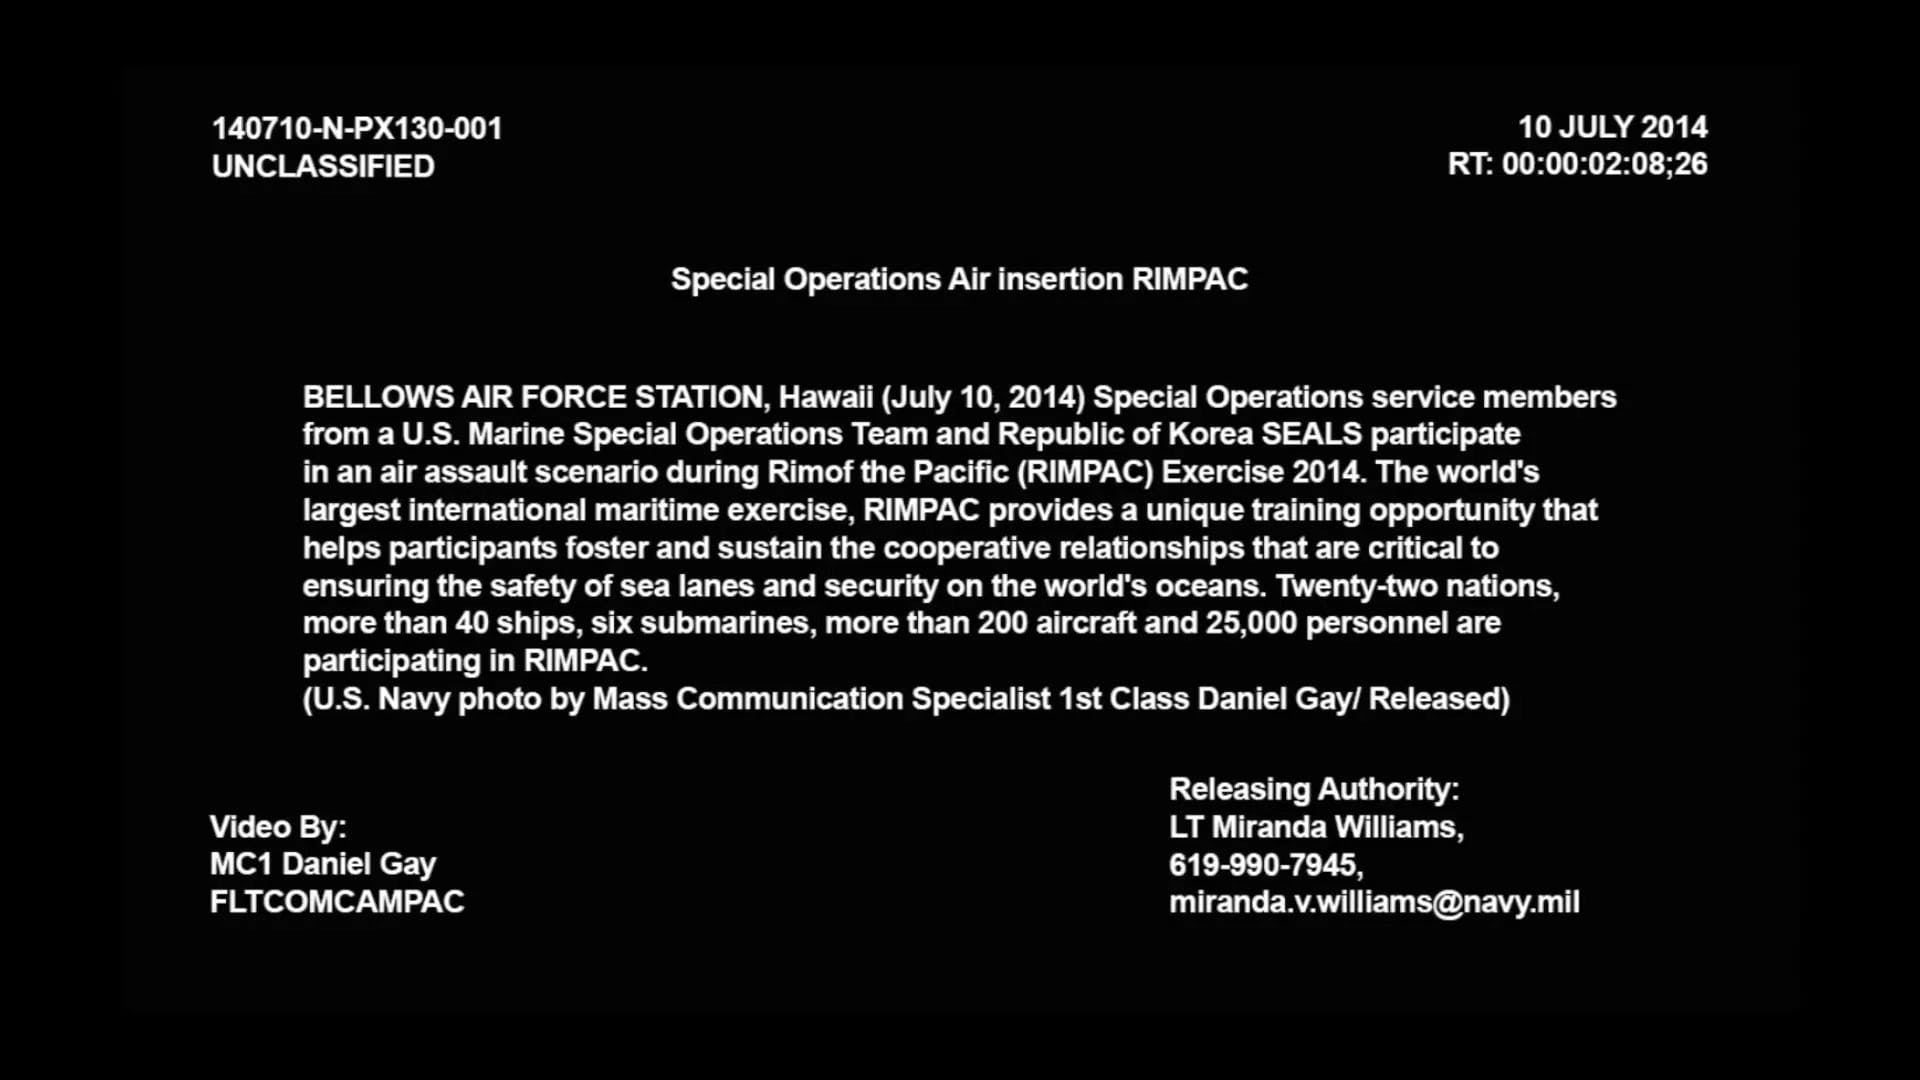 140710-N-PX130-001
UNCLASSIFIED
10 JULY 2014
RT: 00:00:02:08;26
Special Operations Air insertion RIMPAC
BELLOWS AIR FORCE STATION, Hawaii (July 10, 2014) Special Operations service members
from a U.S. Marine Special Operations Team and Republic of Korea SEALS participate
in an air assault scenario during Rimof the Pacific (RIMPAC) Exercise 2014. The world's
largest international maritime exercise, RIMPAC provides a unique training opportunity that
helps participants foster and sustain the cooperative relationships that are critical to
ensuring the safety of sea lanes and security on the world's oceans. Twenty-two nations,
more than 40 ships, six submarines, more than 200 aircraft and 25,000 personnel are
participating in RIMPAC.
(U.S. Navy photo by Mass Communication Specialist 1st Class Daniel Gay/ Released)
Video By:
MC1 Daniel Gay
FLTCOMCAMPAC
Releasing Authority:
LT Miranda Williams,
619-990-7945,
miranda.v.williams@navy.mil